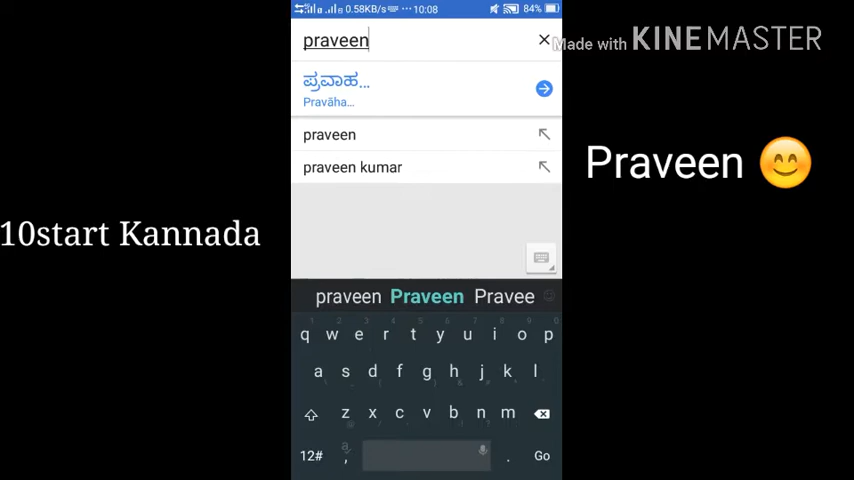 0.58KB/s ··· 10:08 84%
praveen
Made with KINEMASTER
ಪ್ರವಾಹ...
Pravāha...
praveen
praveen kumar
Praveen 😊
10start Kannada
praveen Praveen Pravee
q w e r t y u i o p
a s d f g h j k l
z x c v b n m
12# , . Go